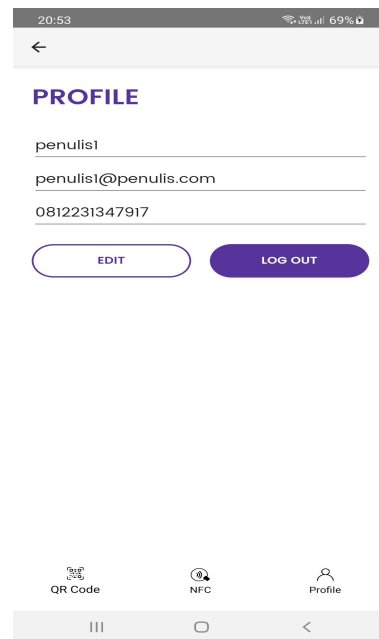 20:53 69%
PROFILE
penulis1
penulis1@penulis.com
0812231347917
EDIT LOG OUT
QR Code NFC Profile